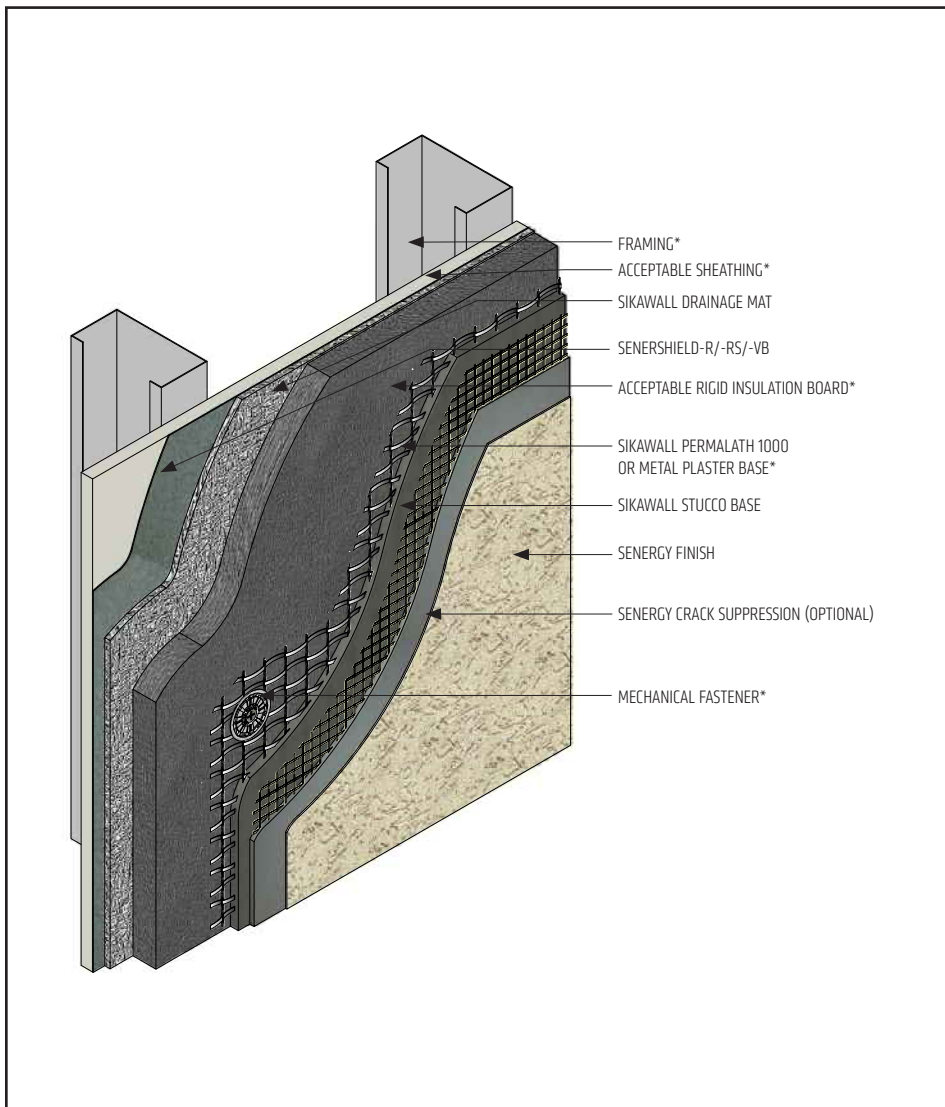 FRAMING*
ACCEPTABLE SHEATHING*
SIKAWALL DRAINAGE MAT
SENERSHIELD-R/-RS/-VB
ACCEPTABLE RIGID INSULATION BOARD*
SIKAWALL PERMALATH 1000
OR METAL PLASTER BASE*
SIKAWALL STUCCO BASE
SENERGY FINISH
SENERGY CRACK SUPPRESSION (OPTIONAL)
MECHANICAL FASTENER*